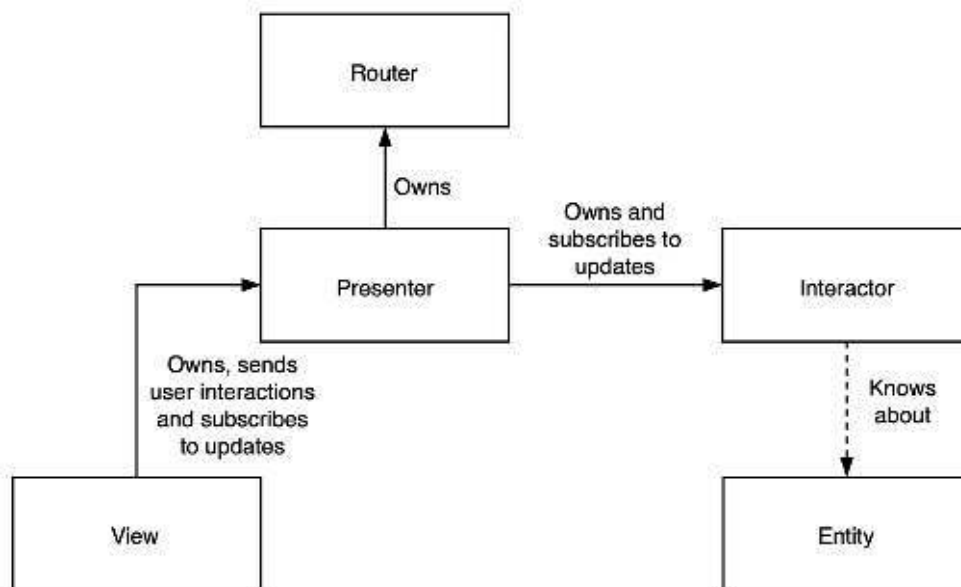 Router
Owns
Owns and
subscribes to
updates
Presenter
Interactor
Owns, sends
user interactions
and subscribes
to updates
Knows
about
View
Entity